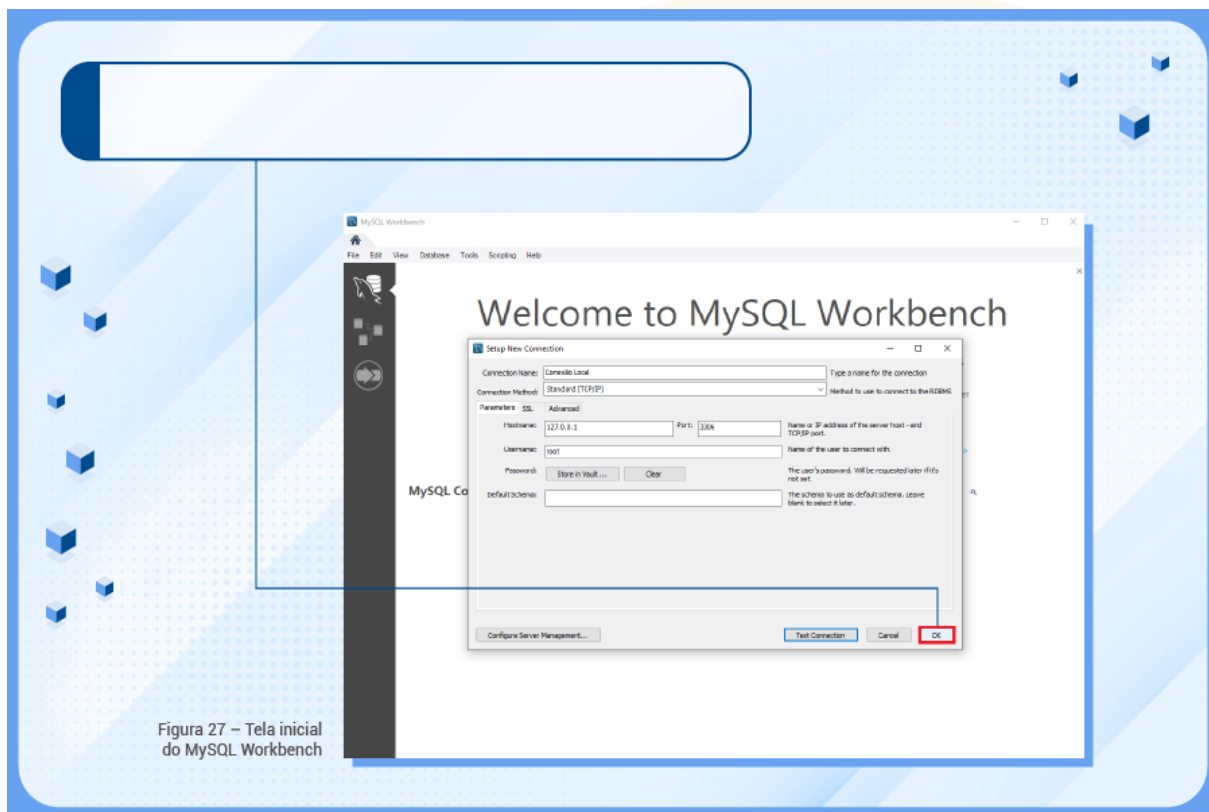 MySQL Workbench
File Edit View Database Tools Scripting Help
Welcome to MySQL Workbench
Setup New Connection
Connection Name: Conexão Local Type a name for the connection
Connection Method: Standard (TCP/IP) Method to use to connect to the RDBMS
Parameters SSL Advanced
Hostname: 127.0.0.1 Port: 3306 Name or IP address of the server host - and
TCP/IP port.
Username: root Name of the user to connect with.
Password: Store in Vault ... Clear The user's password. Will be requested later if it's
not set.
MySQL Co
Default Schema: The schema to use as default schema. Leave
blank to select it later.
Configure Server Management... Test Connection Cancel OK
Figura 27 – Tela inicial
do MySQL Workbench